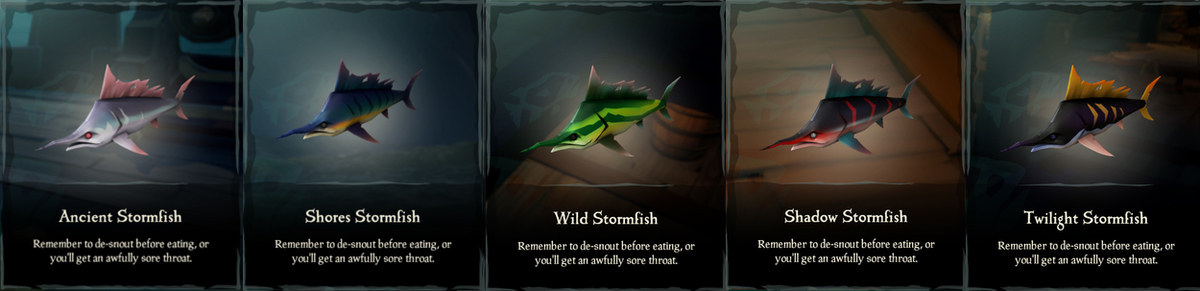 Ancient Stormfish
Remember to de-snout before eating, or
you'll get an awfully sore throat.
Shores Stormfish
Remember to de-snout before eating, or
you'll get an awfully sore throat.
Wild Stormfish
Remember to de-snout before eating, or
you'll get an awfully sore throat.
Shadow Stormfish
Remember to de-snout before eating, or
you'll get an awfully sore throat.
Twilight Stormfish
Remember to de-snout before eating, or
you'll get an awfully sore throat.